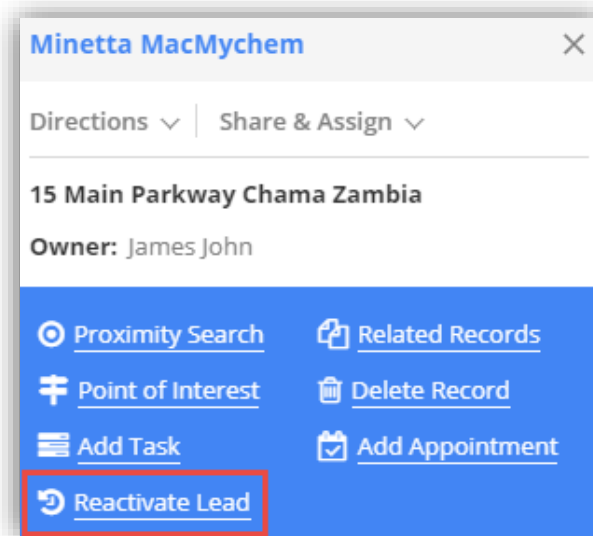 Minetta MacMychem
Directions Share & Assign
15 Main Parkway Chama Zambia
Owner: James John
Proximity Search Related Records
Point of Interest Delete Record
Add Task Add Appointment
Reactivate Lead